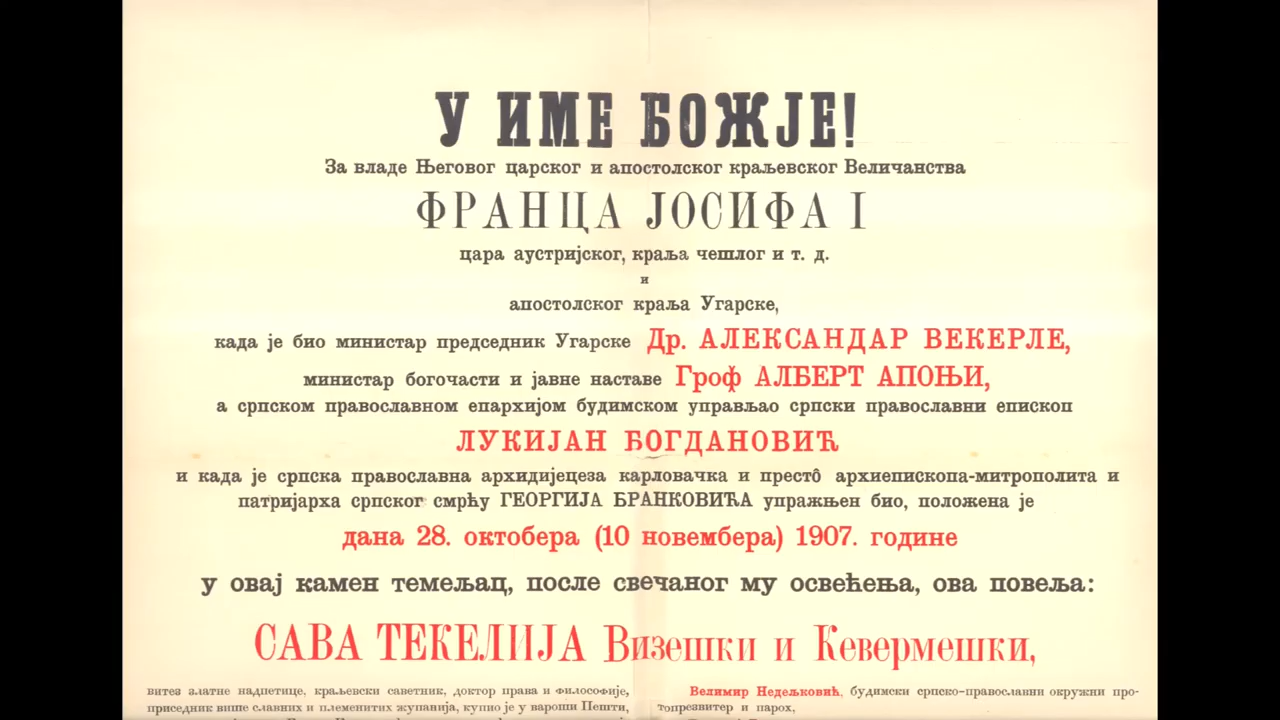 У ИМЕ БОЖЈЕ!
За владе Његовог царског и апостолског краљевског Величанства
ФРАНЦА ЈОСИФА I
цара аустријског, краља чешлог и т. д.
и
апостолског краља Угарске,
када је био министар председник Угарске Др. АЛЕКСАНДАР ВЕКЕРЛЕ,
министар богочасти и јавне наставе Гроф АЛБЕРТ АПОЊИ,
а српском православном епархијом будимском управљао српски православни епископ
ЛУКИЈАН БОГДАНОВИЋ
и када је српска православна архидијецеза карловачка и престô архиепископа-митрополита и
патријарха српског смрћу ГЕОРГИЈА БРАНКОВИЋА упражњен био, положена је
дана 28. октобера (10 новембера) 1907. године
у овај камен темељац, после свечаног му освећења, ова повеља:
САВА ТЕКЕЛИЈА Визешки и Кевермешки,
витез златне надпетице, краљевски саветник, доктор права и философије,
приседник више славних и племенитих жупанија, купио је у вароши Пешти,
Велимир Недељковић, будимски српско-православни окружни про-
топрезвитер и парох,